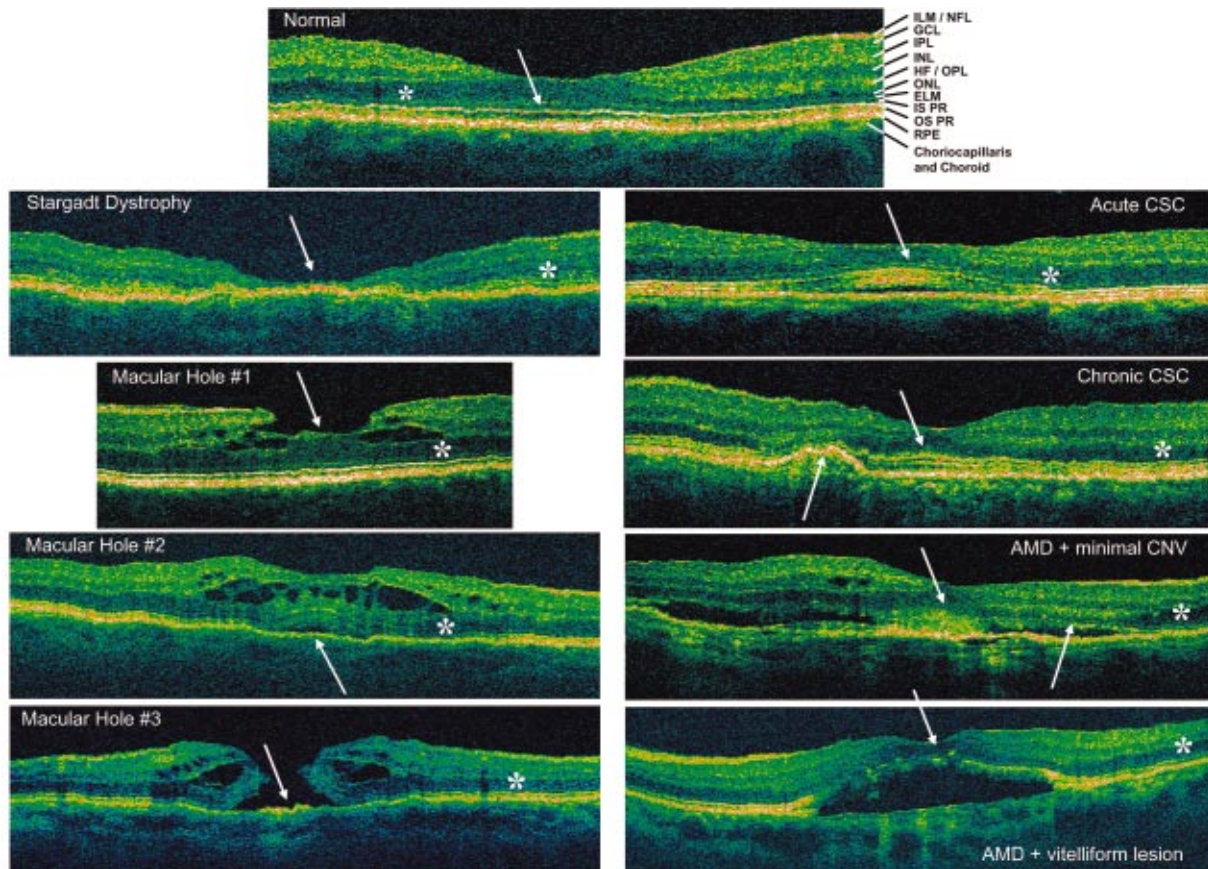 Normal
ILM / NFL
GCL
IPL
INL
HF / OPL
ONL
ELM
IS PR
OS PR
RPE
Choriocapillaris
and Choroid
Stargadt Dystrophy
Acute CSC
Macular Hole #1
Chronic CSC
Macular Hole #2
AMD + minimal CNV
Macular Hole #3
AMD + vitelliform lesion